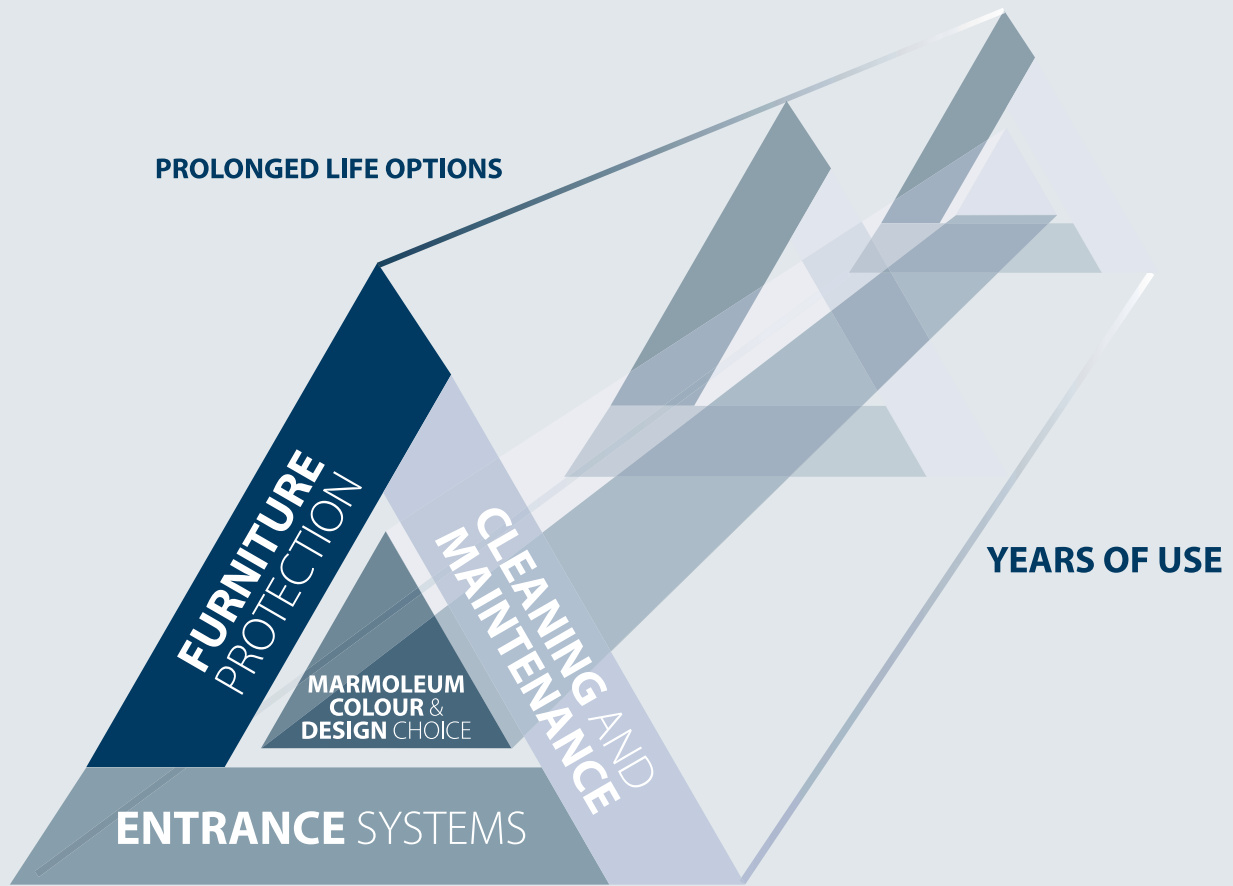 PROLONGED LIFE OPTIONS
FURNITURE
PROTECTION
CLEANING AND
MAINTENANCE
YEARS OF USE
MARMOLEUM
COLOUR &
DESIGN CHOICE
ENTRANCE SYSTEMS